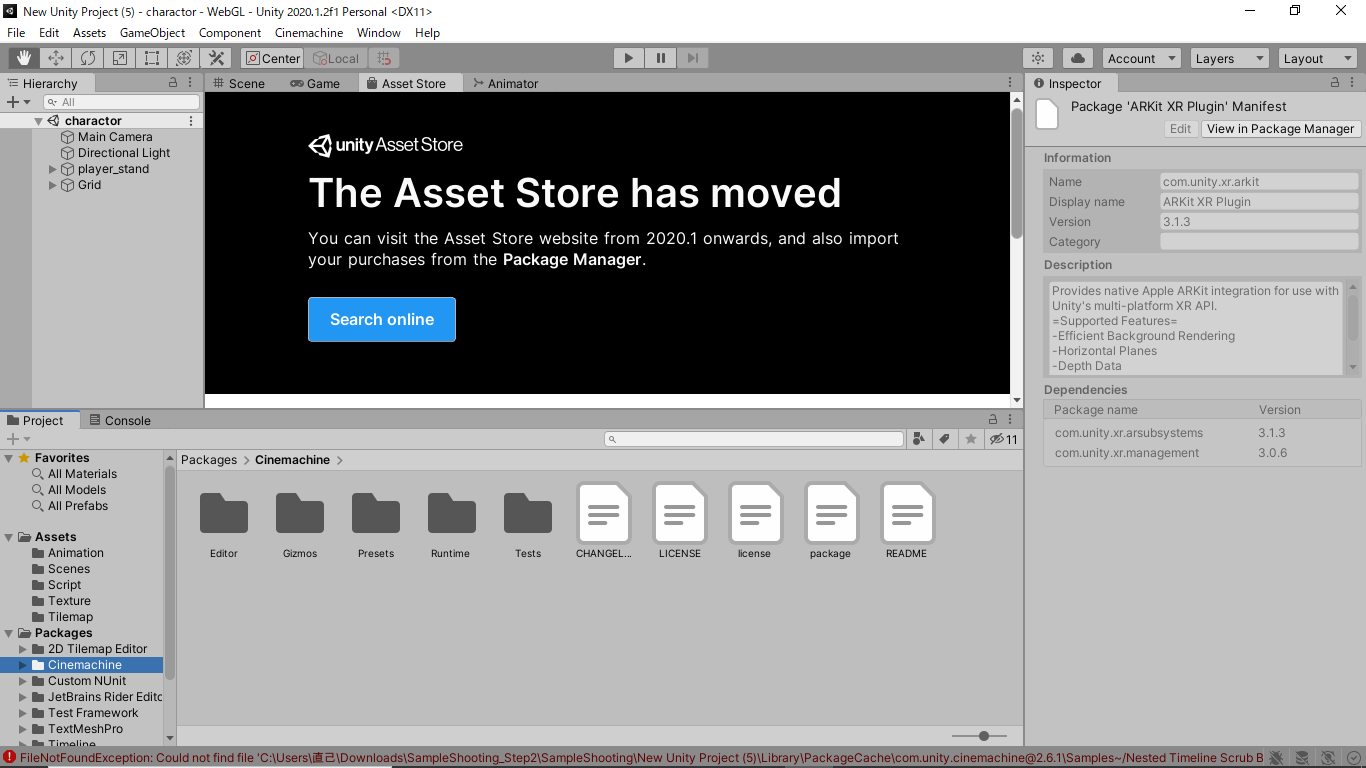 New Unity Project (5) - charactor - WebGL - Unity 2020.1.2f1 Personal <DX11>
File Edit Assets GameObject Component Cinemachine Window Help
Center Local Account Layers Layout
Hierarchy
All
charactor
Main Camera
Directional Light
player_stand
Grid
Scene Game Asset Store Animator
unity Asset Store
The Asset Store has moved
You can visit the Asset Store website from 2020.1 onwards, and also import
your purchases from the Package Manager.
Search online
Inspector
Package 'ARKit XR Plugin' Manifest
Edit View in Package Manager
Information
Name com.unity.xr.arkit
Display name ARKit XR Plugin
Version 3.1.3
Category
Description
Provides native Apple ARKit integration for use with
Unity's multi-platform XR API.
=Supported Features=
-Efficient Background Rendering
-Horizontal Planes
-Depth Data
Dependencies
Package name Version
com.unity.xr.arsubsystems 3.1.3
com.unity.xr.management 3.0.6
Project Console
11
Favorites
All Materials
All Models
All Prefabs
Assets
Animation
Scenes
Script
Texture
Tilemap
Packages
2D Tilemap Editor
Cinemachine
Custom NUnit
JetBrains Rider Edito
Test Framework
TextMeshPro
Timeline
Packages > Cinemachine >
Editor Gizmos Presets Runtime Tests CHANGEL... LICENSE license package README
FileNotFoundException: Could not find file 'C:\Users\直己\Downloads\SampleShooting_Step2\SampleShooting\New Unity Project (5)\Library\PackageCache\com.unity.cinemachine@2.6.1\Samples~/Nested Timeline Scrub B